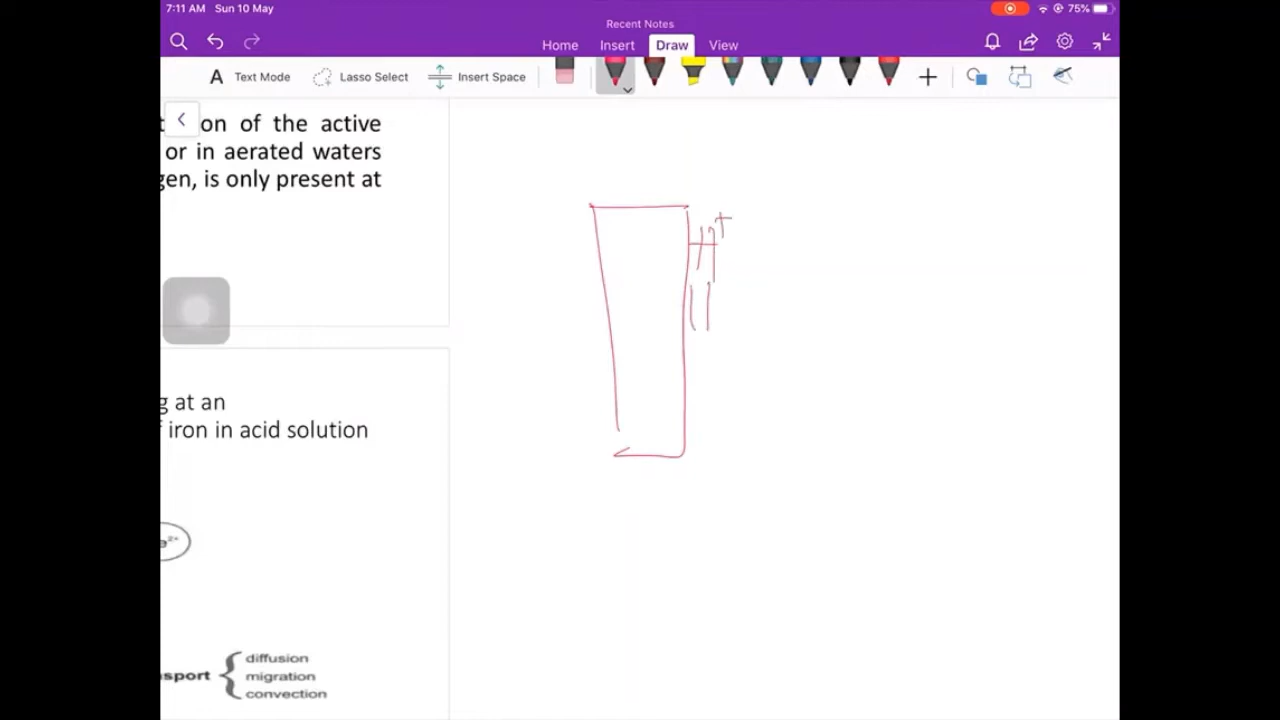 7:11 AM Sun 10 May
75%
Recent Notes
Home Insert Draw View
A Text Mode Lasso Select Insert Space
on of the active
or in aerated waters
gen, is only present at
H+
g at an
iron in acid solution
2+
sport
diffusion
migration
convection